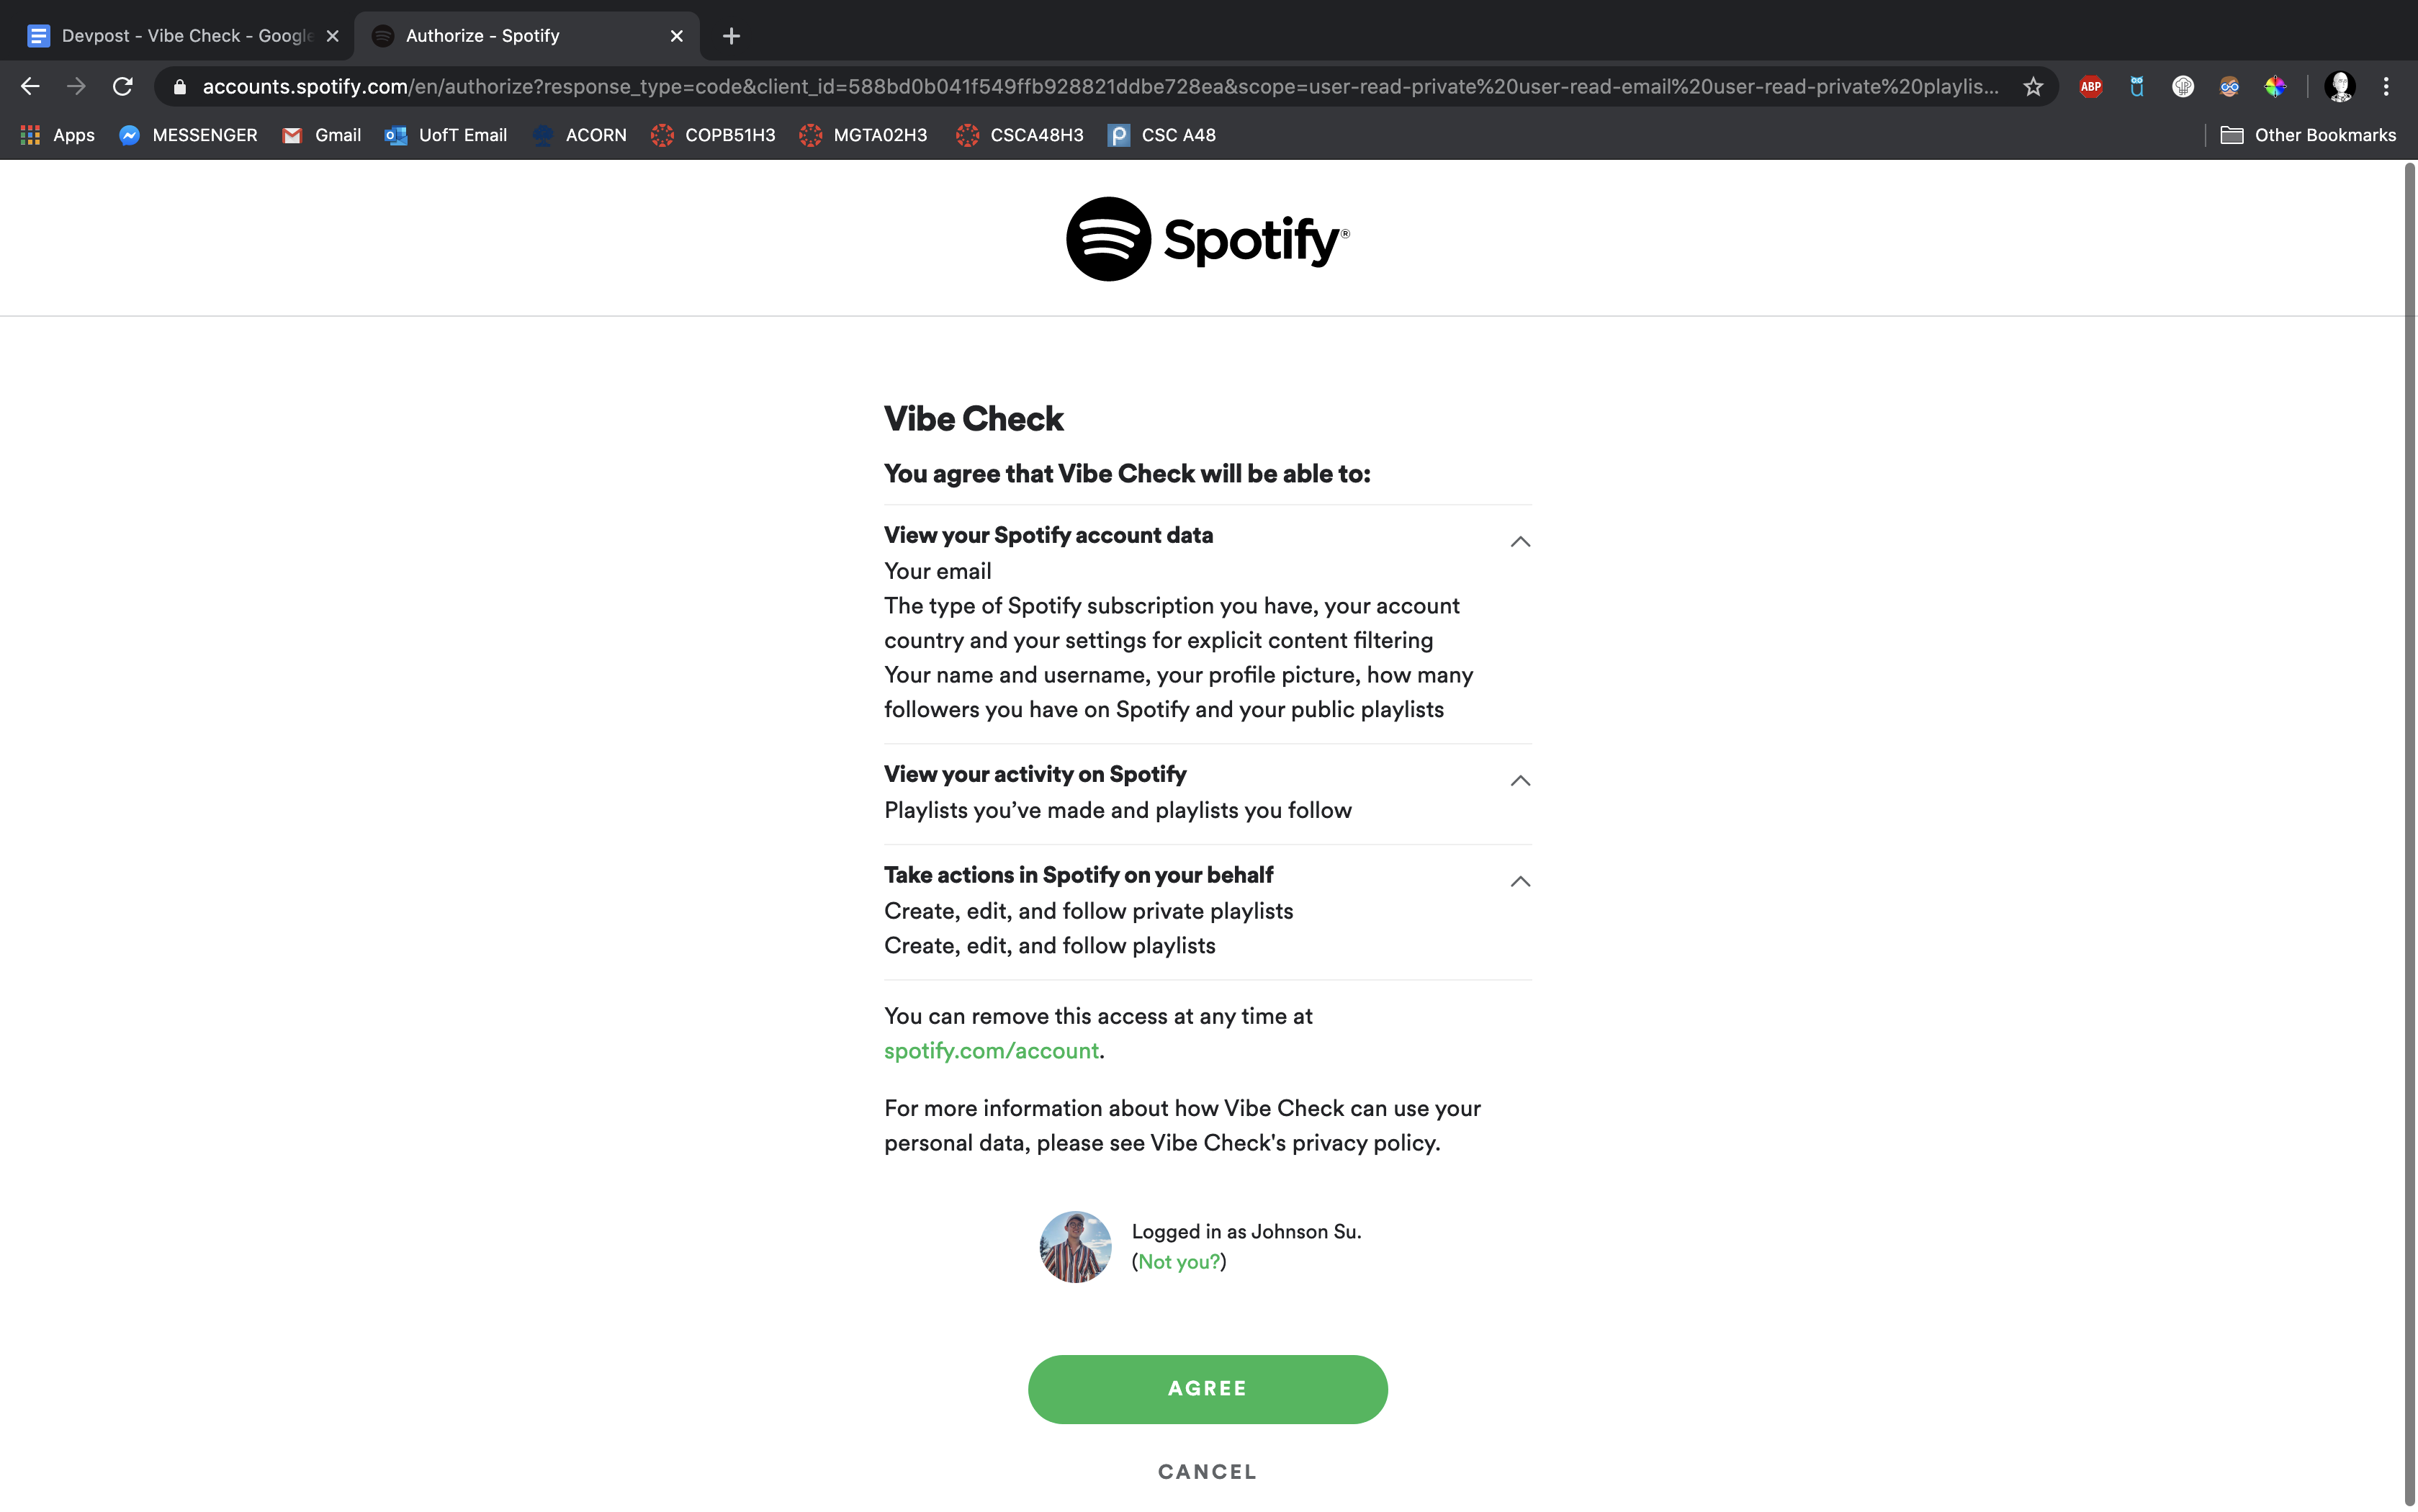 Devpost - Vibe Check - Google
Authorize - Spotify
accounts.spotify.com/en/authorize?response_type=code&client_id=588bd0b041f549ffb928821ddbe728ea&scope=user-read-private%20user-read-email%20user-read-private%20playlis...
ABP
Apps
MESSENGER
Gmail
UofT Email
ACORN
COPB51H3
MGTA02H3
CSCA48H3
CSC A48
Other Bookmarks
Spotify®
Vibe Check
You agree that Vibe Check will be able to:
View your Spotify account data
Your email
The type of Spotify subscription you have, your account
country and your settings for explicit content filtering
Your name and username, your profile picture, how many
followers you have on Spotify and your public playlists
View your activity on Spotify
Playlists you’ve made and playlists you follow
Take actions in Spotify on your behalf
Create, edit, and follow private playlists
Create, edit, and follow playlists
You can remove this access at any time at
spotify.com/account.
For more information about how Vibe Check can use your
personal data, please see Vibe Check's privacy policy.
Logged in as Johnson Su.
(Not you?)
AGREE
CANCEL